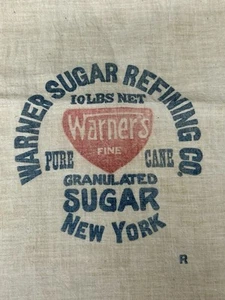 WARNER SUGAR REFINING CO.
10 LBS NET
Warner's
FINE
PURE CANE
GRANULATED
SUGAR
NEW YORK
R